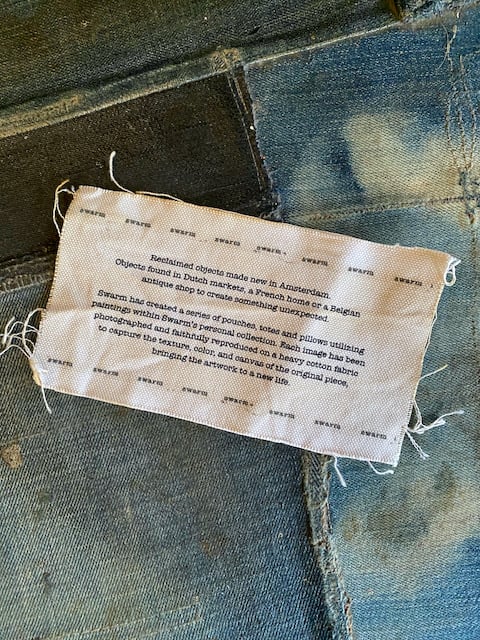 swarm swarm swarm swarm swarm swarm swarm swarm
Reclaimed objects made new in Amsterdam.
Objects found in Dutch markets, a French home or a Belgian
antique shop to create something unexpected.
Swarm has created a series of pouches, totes and pillows utilizing
paintings within Swarm's personal collection. Each image has been
photographed and faithfully reproduced on a heavy cotton fabric
to capture the texture, color, and canvas of the original piece,
bringing the artwork to a new life.
swarm swarm swarm swarm swarm swarm swarm swarm